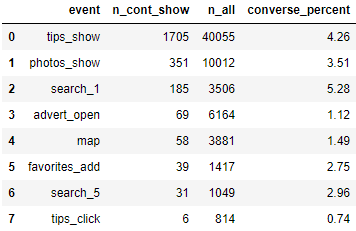 event n_cont_show n_all converse_percent
0 tips_show 1705 40055 4.26
1 photos_show 351 10012 3.51
2 search_1 185 3506 5.28
3 advert_open 69 6164 1.12
4 map 58 3881 1.49
5 favorites_add 39 1417 2.75
6 search_5 31 1049 2.96
7 tips_click 6 814 0.74